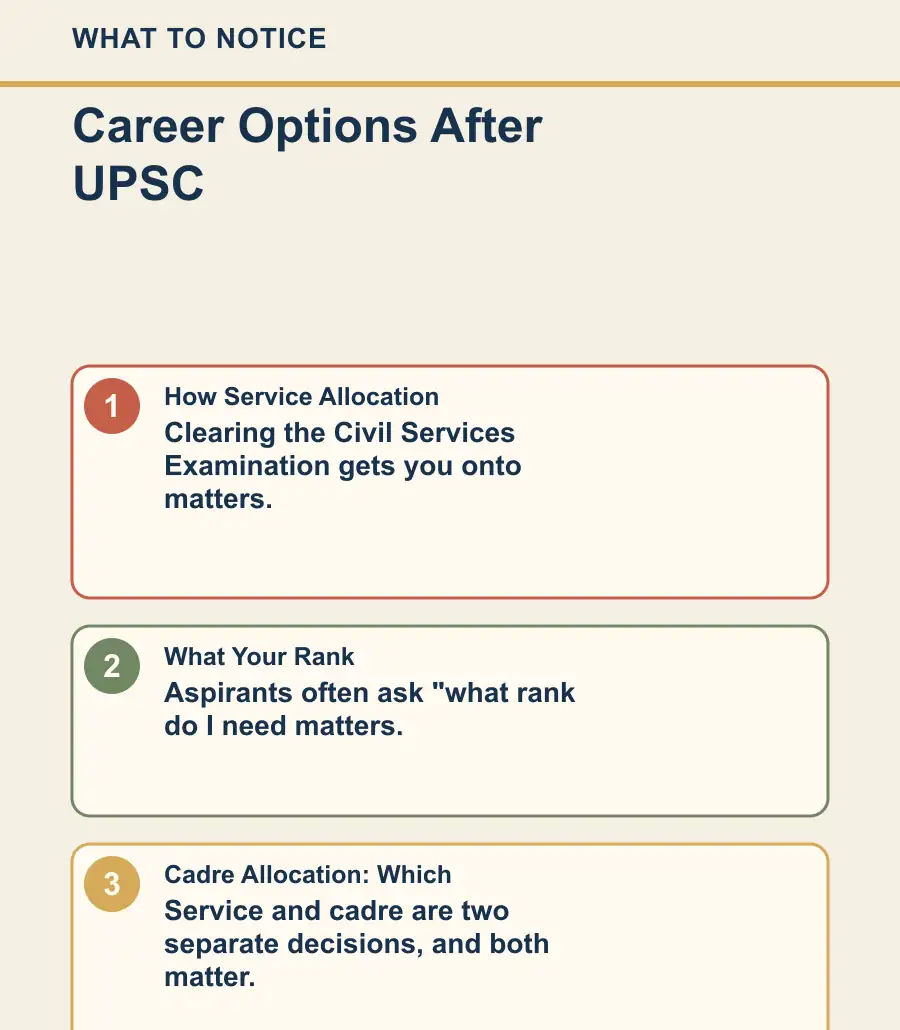 WHAT TO NOTICE
Career Options After
UPSC
1
How Service Allocation
Clearing the Civil Services
Examination gets you onto
matters.
2
What Your Rank
Aspirants often ask "what rank
do I need matters.
3
Cadre Allocation: Which
Service and cadre are two
separate decisions, and both
matter.